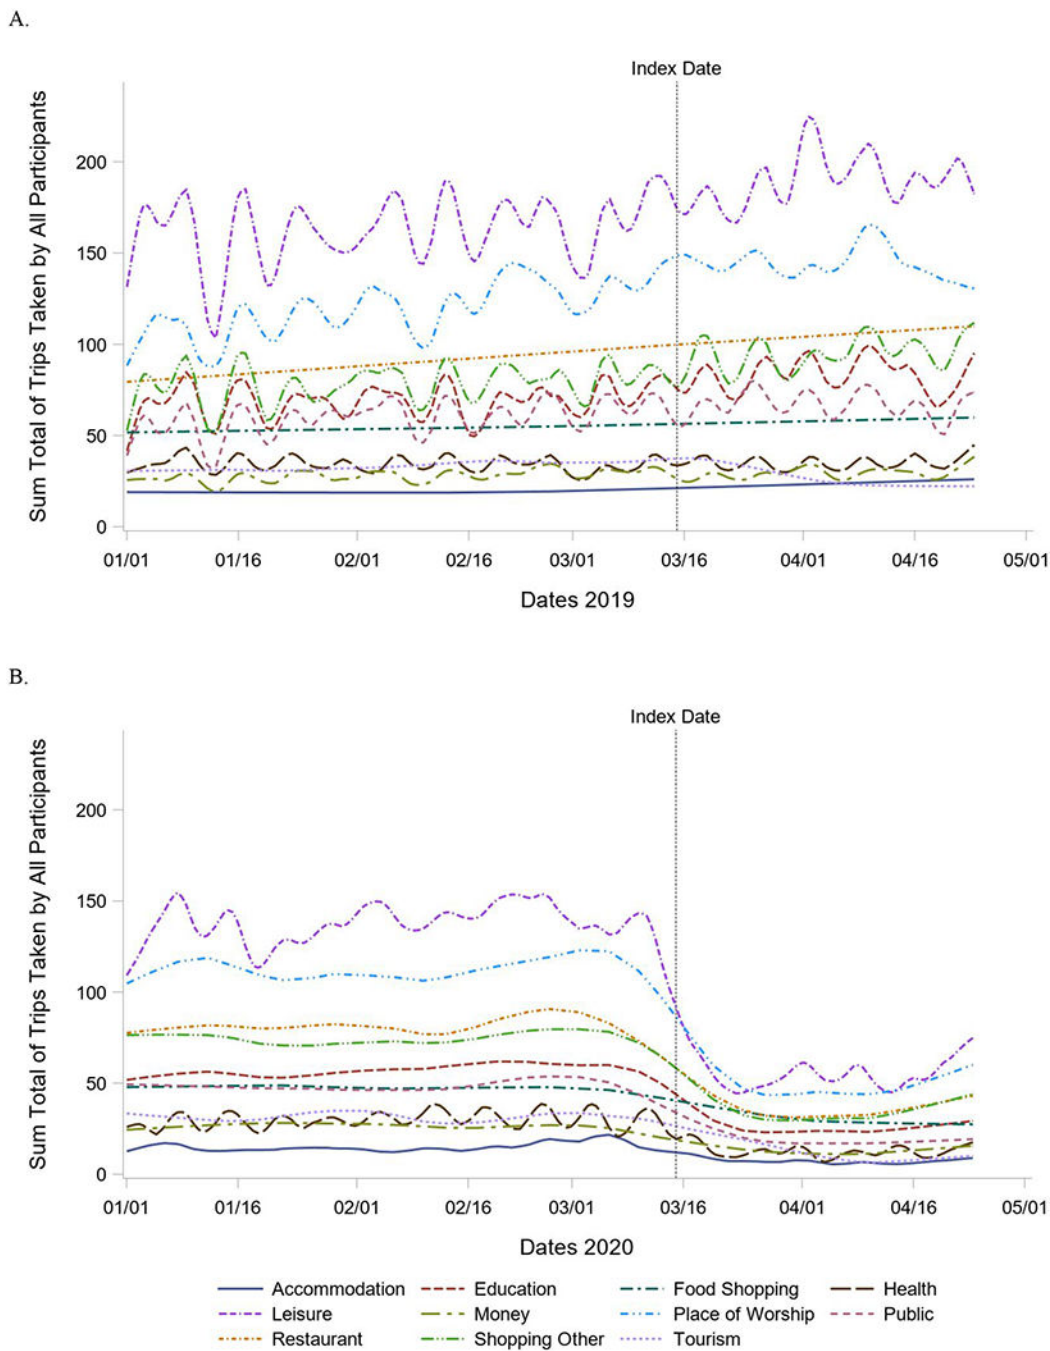 A.
Index Date
Sum Total of Trips Taken by All Participants
200
150
100
50
0
01/01 01/16 02/01 02/16 03/01 03/16 04/01 04/16 05/01
Dates 2019
B.
Index Date
Sum Total of Trips Taken by All Participants
200
150
100
50
0
01/01 01/16 02/01 02/16 03/01 03/16 04/01 04/16 05/01
Dates 2020
Accommodation Education Food Shopping Health
Leisure Money Place of Worship Public
Restaurant Shopping Other Tourism